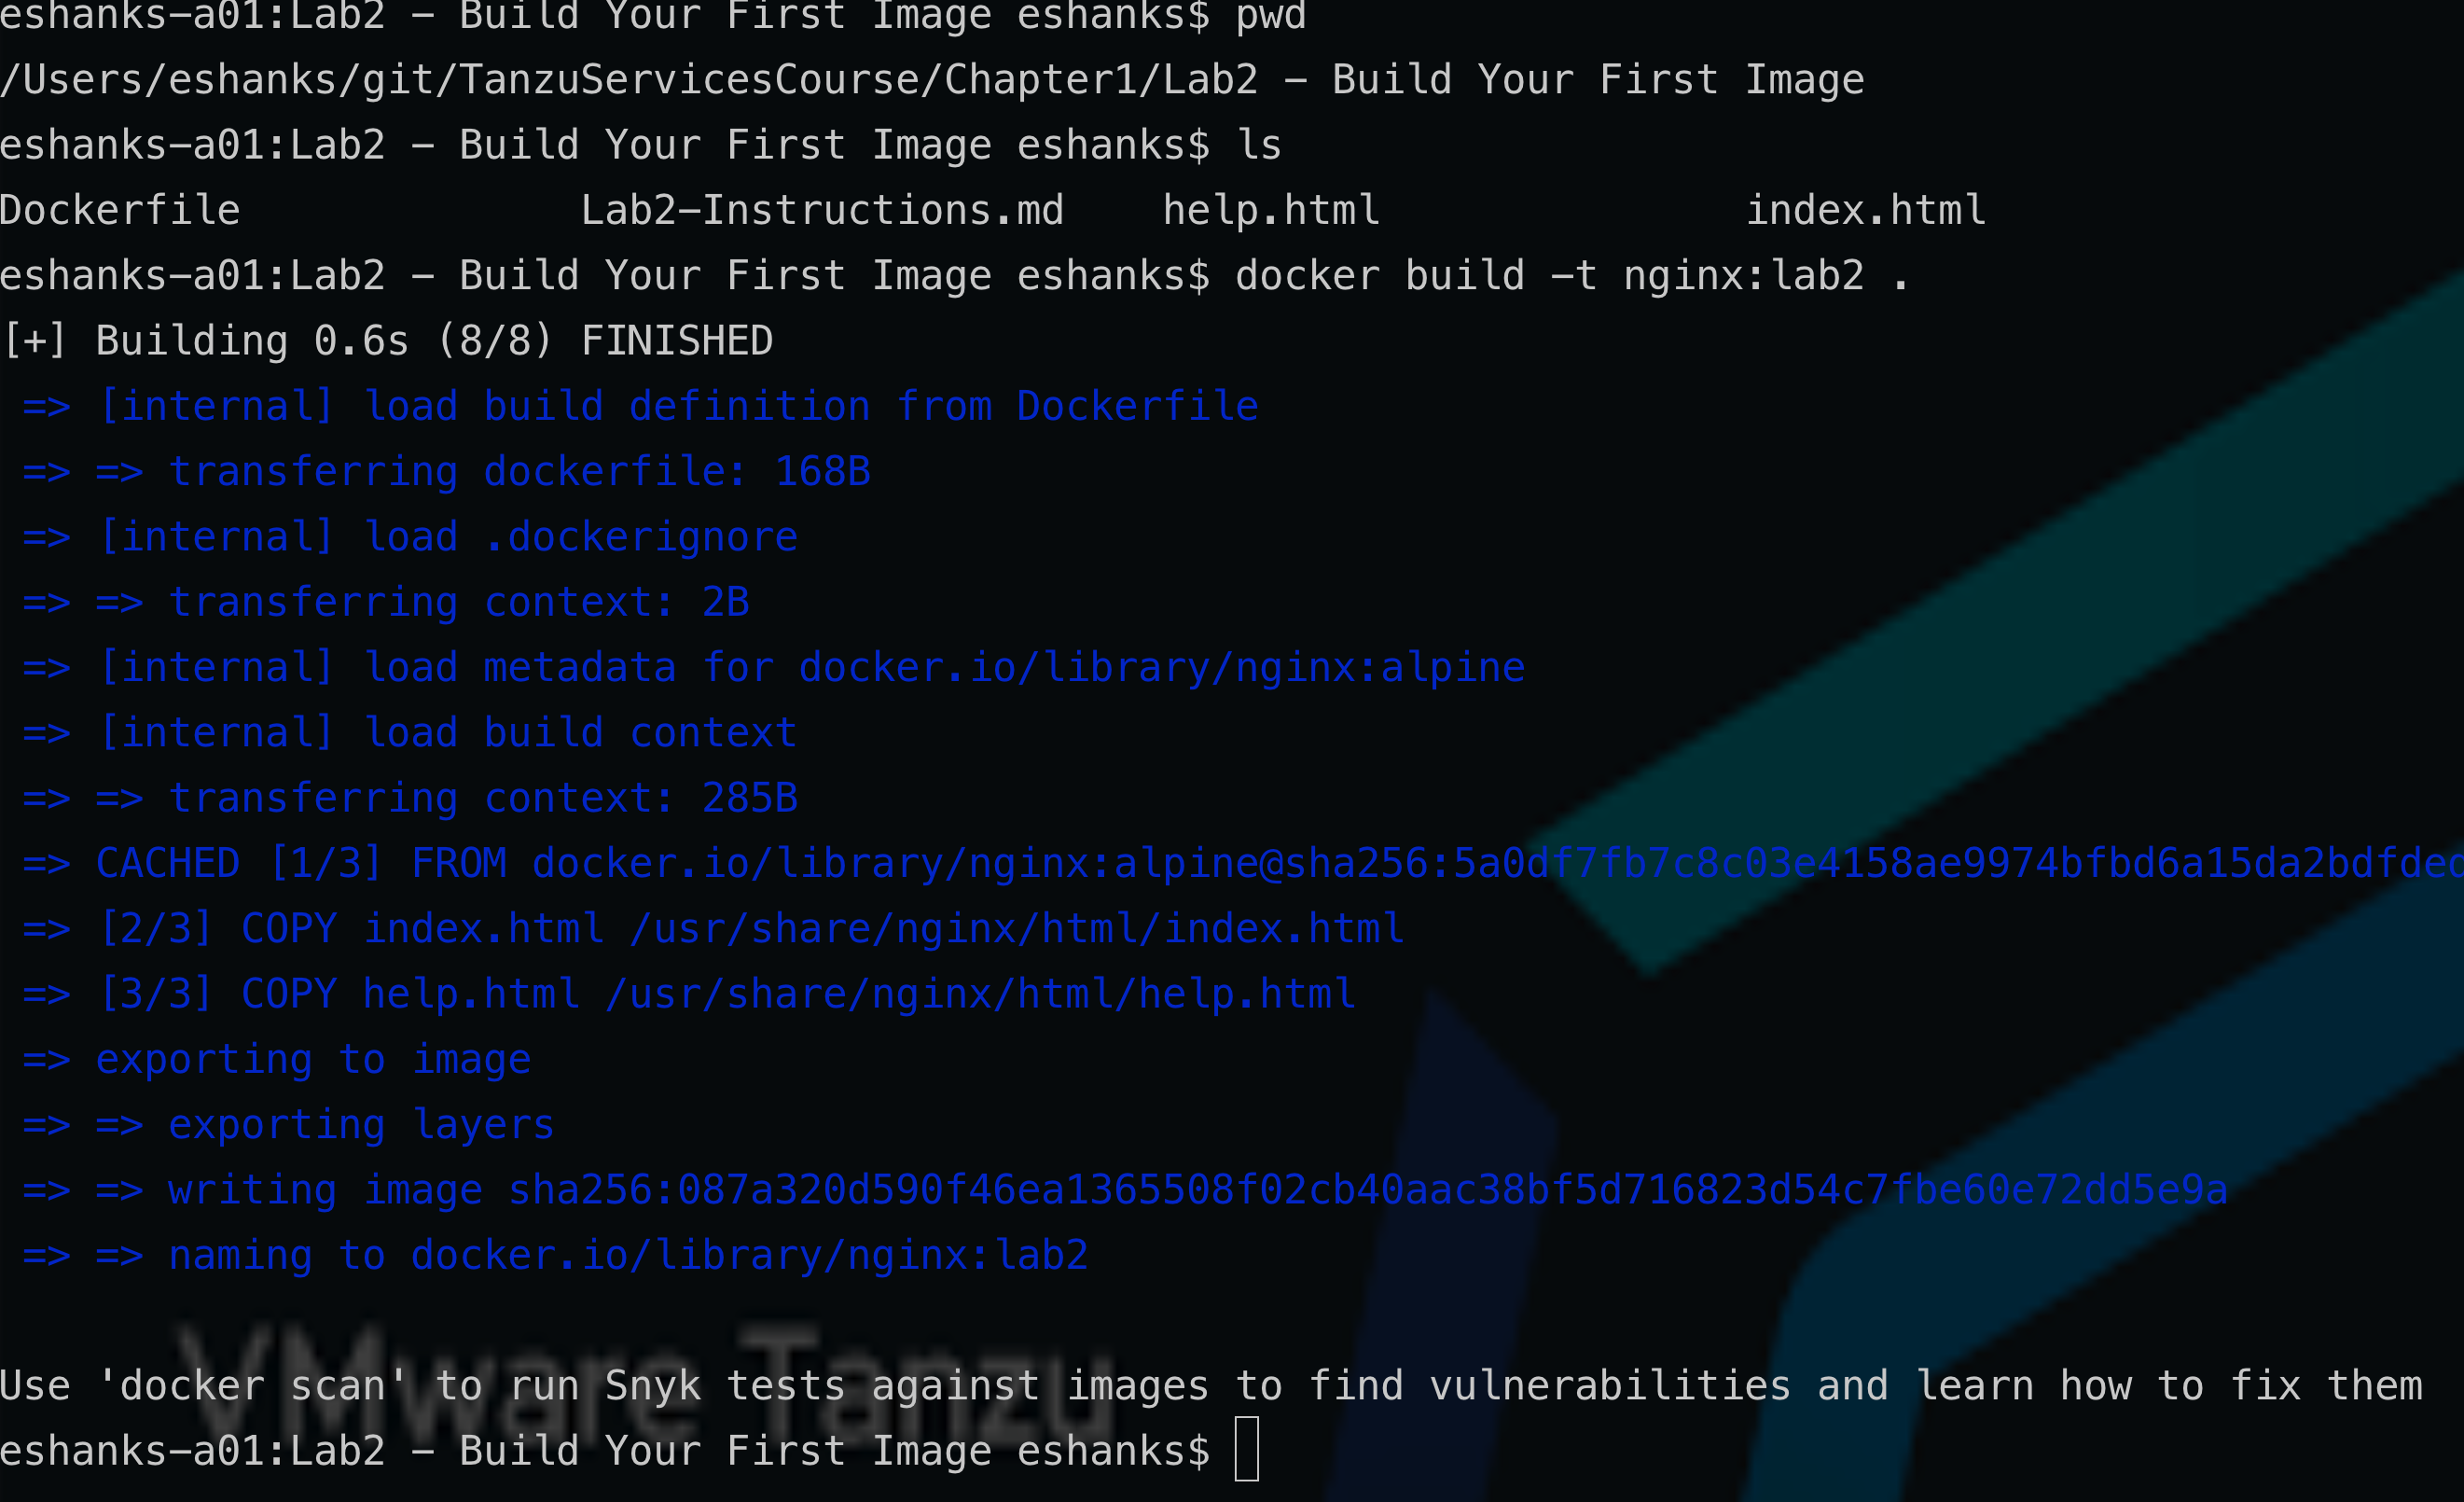 eshanks-a01:Lab2 - Build Your First Image eshanks$ pwd
/Users/eshanks/git/TanzuServicesCourse/Chapter1/Lab2 - Build Your First Image
eshanks-a01:Lab2 - Build Your First Image eshanks$ ls
Dockerfile              Lab2-Instructions.md    help.html               index.html
eshanks-a01:Lab2 - Build Your First Image eshanks$ docker build -t nginx:lab2 .
[+] Building 0.6s (8/8) FINISHED
 => [internal] load build definition from Dockerfile
 => => transferring dockerfile: 168B
 => [internal] load .dockerignore
 => => transferring context: 2B
 => [internal] load metadata for docker.io/library/nginx:alpine
 => [internal] load build context
 => => transferring context: 285B
 => CACHED [1/3] FROM docker.io/library/nginx:alpine@sha256:5a0df7fb7c8c03e4158ae9974bfbd6a15da2bdfded
 => [2/3] COPY index.html /usr/share/nginx/html/index.html
 => [3/3] COPY help.html /usr/share/nginx/html/help.html
 => exporting to image
 => => exporting layers
 => => writing image sha256:087a320d590f46ea1365508f02cb40aac38bf5d716823d54c7fbe60e72dd5e9a
 => => naming to docker.io/library/nginx:lab2
VMware Tanzu
Use 'docker scan' to run Snyk tests against images to find vulnerabilities and learn how to fix them
eshanks-a01:Lab2 - Build Your First Image eshanks$